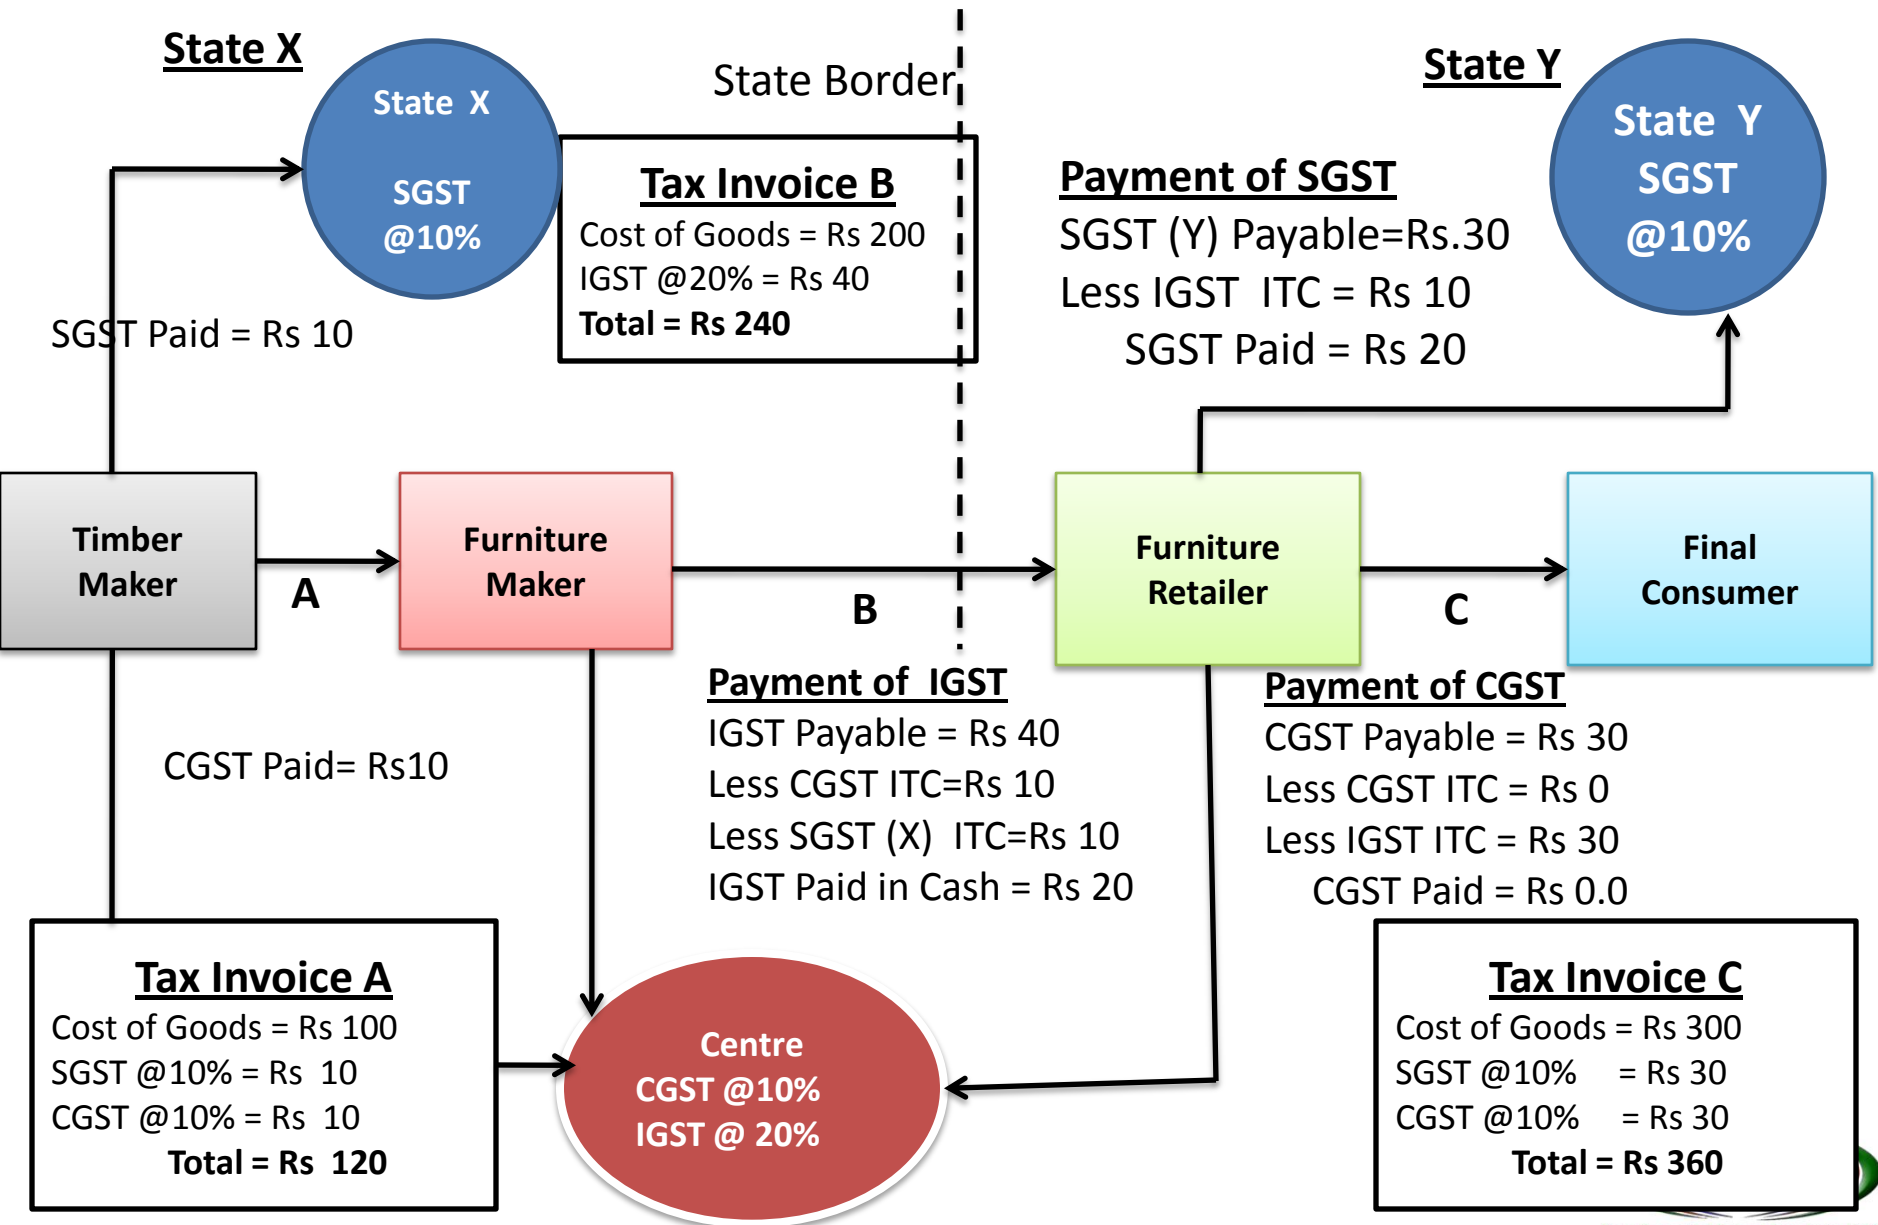 State X
State X
SGST
@10%
State Border
State Y
State Y
SGST
@10%
Tax Invoice B
Cost of Goods = Rs 200
IGST @20% = Rs 40
Total = Rs 240
Payment of SGST
SGST (Y) Payable=Rs.30
Less IGST ITC = Rs 10
SGST Paid = Rs 20
SGST Paid = Rs 10
Timber
Maker
A
Furniture
Maker
B
Furniture
Retailer
C
Final
Consumer
CGST Paid= Rs10
Payment of IGST
IGST Payable = Rs 40
Less CGST ITC=Rs 10
Less SGST (X) ITC=Rs 10
IGST Paid in Cash = Rs 20
Payment of CGST
CGST Payable = Rs 30
Less CGST ITC = Rs 0
Less IGST ITC = Rs 30
CGST Paid = Rs 0.0
Tax Invoice A
Cost of Goods = Rs 100
SGST @10% = Rs 10
CGST @10% = Rs 10
Total = Rs 120
Centre
CGST @10%
IGST @ 20%
Tax Invoice C
Cost of Goods = Rs 300
SGST @10% = Rs 30
CGST @10% = Rs 30
Total = Rs 360